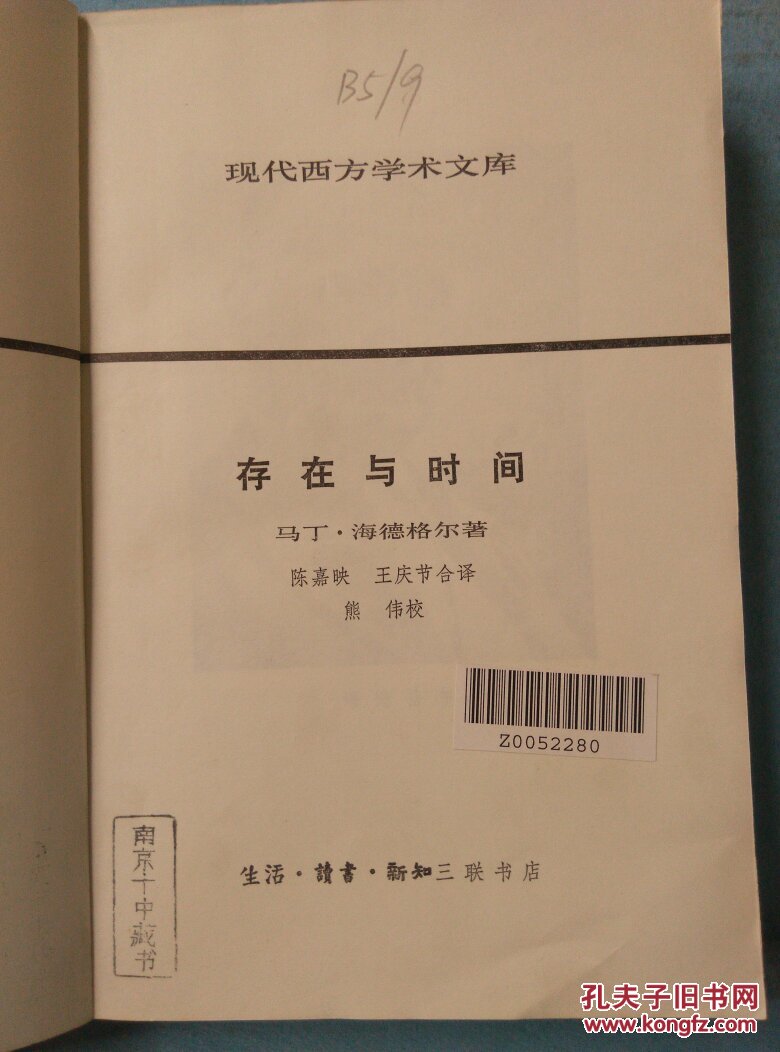 B5/9
现代西方学术文库
存在与时间
马丁·海德格尔著
陈嘉映 王庆节合译
熊 伟校
Z0052280
生活·讀書·新知三联书店
南京十中藏书
孔夫子旧书网
www.kongfz.com